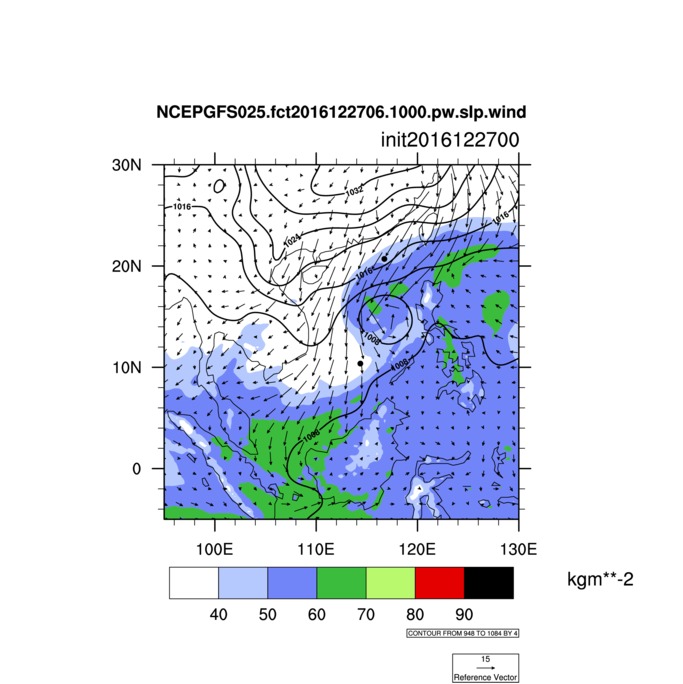 NCEPGFS025.fct2016122706.1000.pw.slp.wind
init2016122700
30N
20N
10N
0
1032
1016
1016
1024
1016
1008
1008
1008
100E
110E
120E
130E
kgm**-2
40
50
60
70
80
90
CONTOUR FROM 948 TO 1084 BY 4
15
Reference Vector